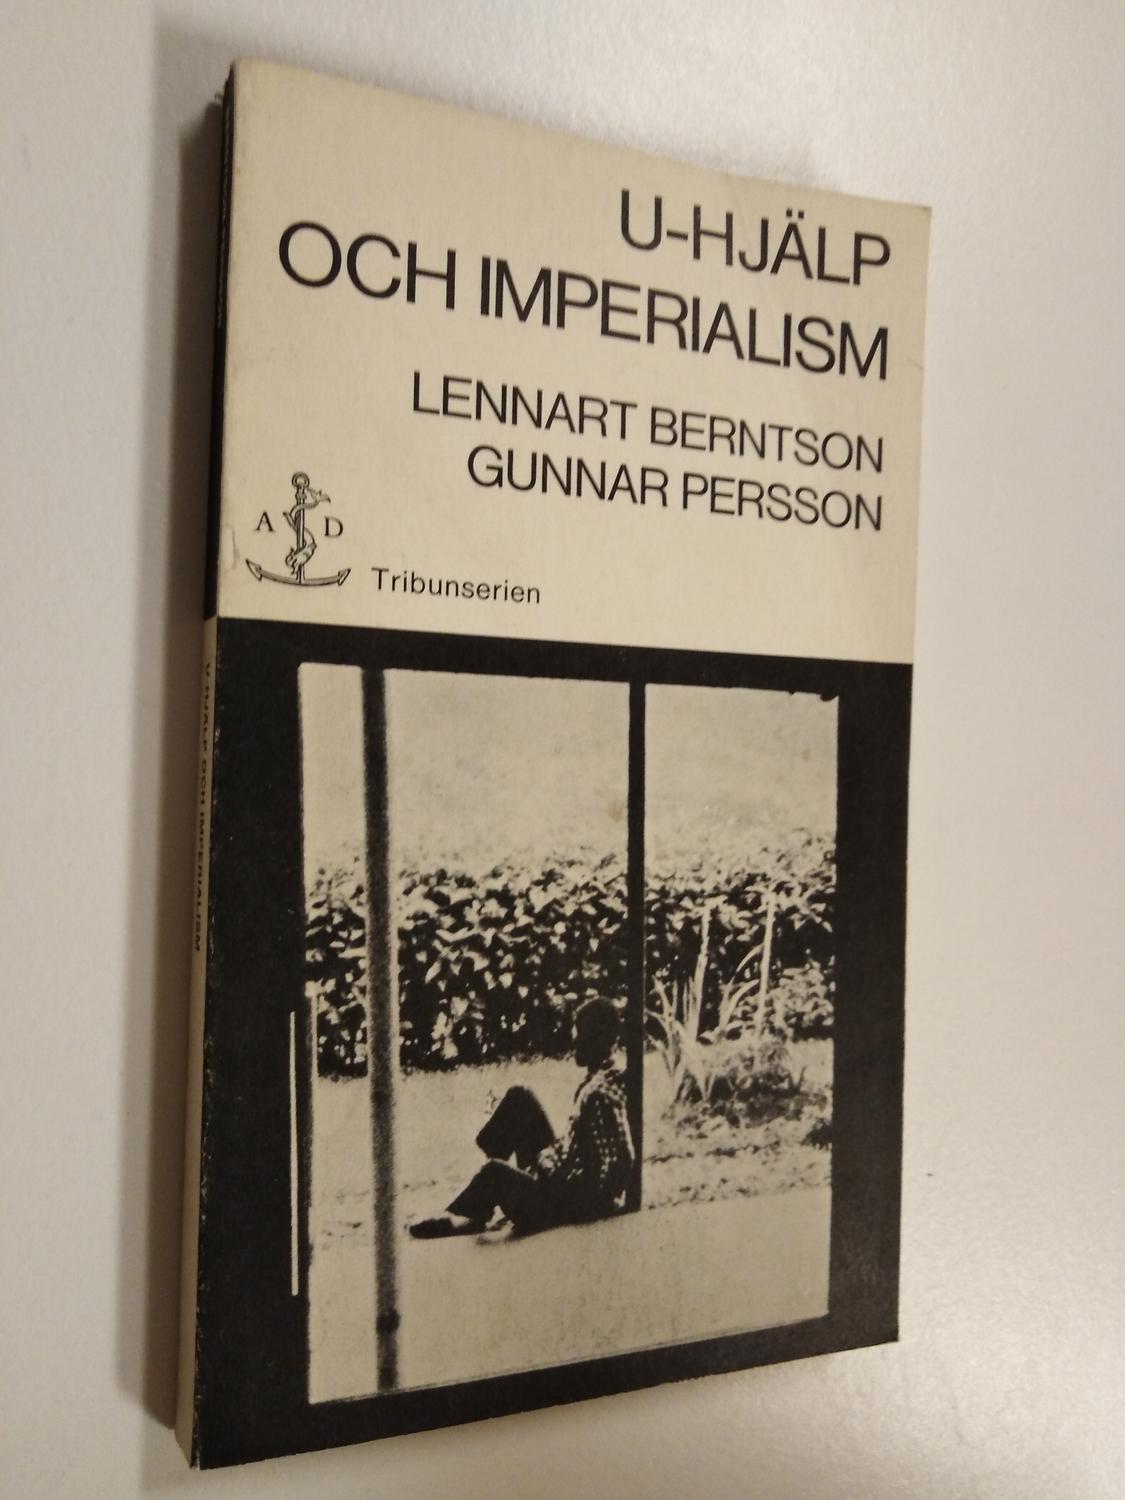 U-HJÄLP
OCH IMPERIALISM
LENNART BERNTSON
GUNNAR PERSSON
A D
Tribunserien
U-HJÄLP OCH IMPERIALISM